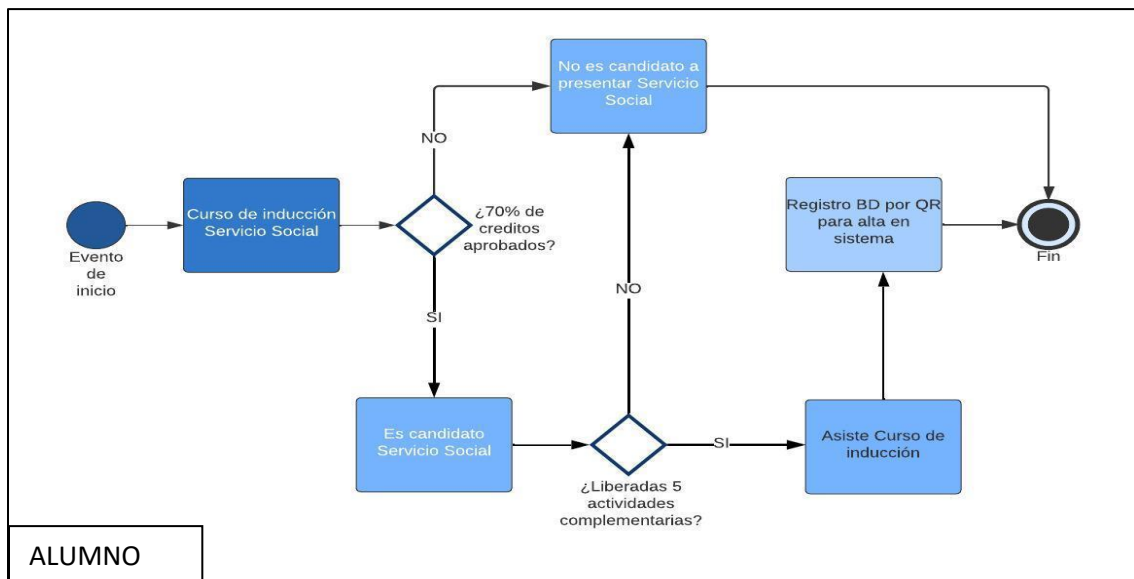 No es candidato a
presentar Servicio
Social
NO
Curso de inducción
Servicio Social
¿70% de
creditos
aprobados?
Registro BD por QR
para alta en
sistema
Evento
de
inicio
Fin
NO
SI
Es candidato
Servicio Social
SI
Asiste Curso de
inducción
¿Liberadas 5
actividades
complementarias?
ALUMNO